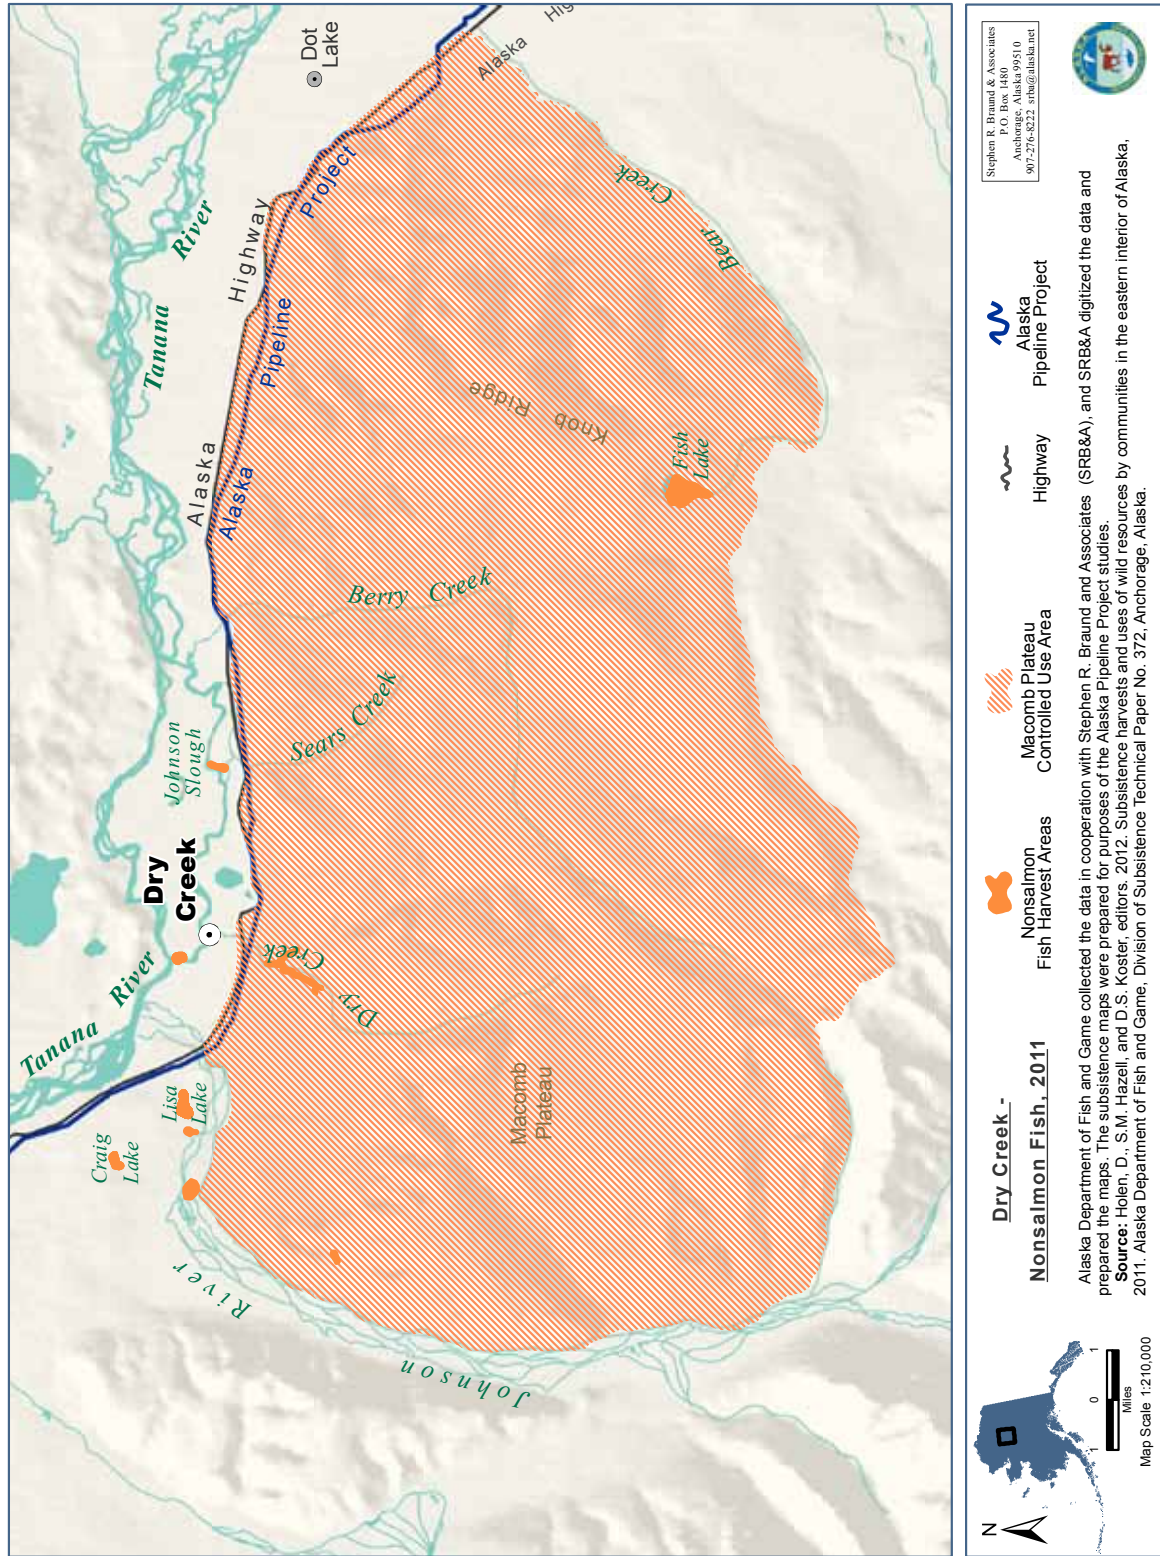 Tanana
River
Tanana
River
Craig
Lake
Lisa
Lake
Dry
Creek
Johnson
Slough
Alaska
Highway
Alaska
Pipeline
Project
Dot
Lake
Alaska
Hig
River
Johnson
Dry
Creek
Sears Creek
Berry Creek
Macomb
Plateau
Knob Ridge
Fish
Lake
Bear
Creek
N
1 0 1
Miles
Map Scale 1:210,000
Dry Creek -
Nonsalmon Fish, 2011
Nonsalmon
Fish Harvest Areas
Macomb Plateau
Controlled Use Area
Highway
Alaska
Pipeline Project
Stephen R. Braund & Associates
P.O. Box 1480
Anchorage, Alaska 99510
907-276-8222 srba@alaska.net
Alaska Department of Fish and Game collected the data in cooperation with Stephen R. Braund and Associates (SRB&A), and SRB&A digitized the data and
prepared the maps. The subsistence maps were prepared for purposes of the Alaska Pipeline Project studies.
Source: Holen, D., S.M. Hazell, and D.S. Koster, editors. 2012. Subsistence harvests and uses of wild resources by communities in the eastern interior of Alaska,
2011. Alaska Department of Fish and Game, Division of Subsistence Technical Paper No. 372, Anchorage, Alaska.